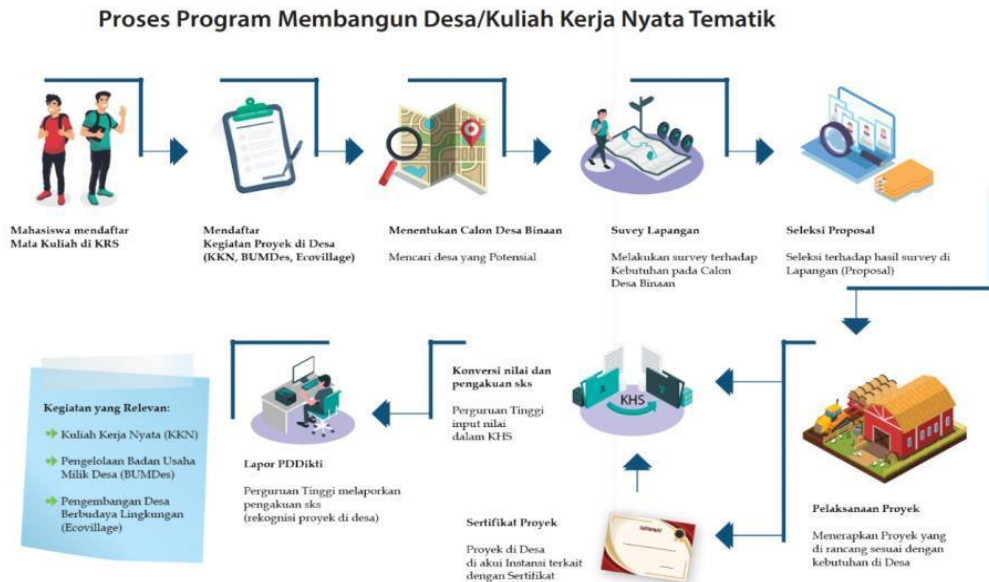 Proses Program Membangun Desa/Kuliah Kerja Nyata Tematik
Mahasiswa mendaftar
Mata Kuliah di KRS
Mendaftar
Kegiatan Proyek di Desa
(KKN, BUMDes, Ecovillage)
Menentukan Calon Desa Binaan
Mencari desa yang Potensial
Suvey Lapangan
Melakukan survey terhadap
Kebutuhan pada Calon
Desa Binaan
Seleksi Proposal
Seleksi terhadap hasil survey di
Lapangan (Proposal)
Pelaksanaan Proyek
Menerapkan Proyek yang
di rancang sesuai dengan
kebutuhan di Desa
Sertifikat Proyek
Proyek di Desa
di akui Instansi terkait
dengan Sertifikat
KHS
Konversi nilai dan
pengakuan sks
Perguruan Tinggi
input nilai
dalam KHS
Lapor PDDikti
Perguruan Tinggi melaporkan
pengakuan sks
(rekognisi proyek di desa)
Kegiatan yang Relevan:
Kuliah Kerja Nyata (KKN)
Pengelolaan Badan Usaha
Milik Desa (BUMDes)
Pengembangan Desa
Berbudaya Lingkungan
(Ecovillage)